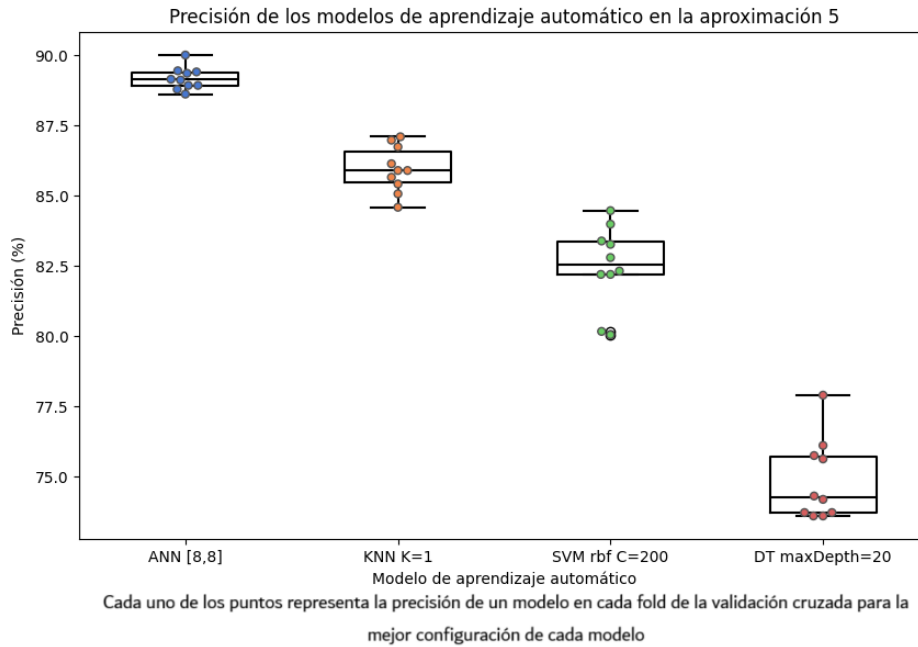 Precisión de los modelos de aprendizaje automático en la aproximación 5
Precisión (%)
90.0
87.5
85.0
82.5
80.0
77.5
75.0
ANN [8,8]
KNN K=1
SVM rbf C=200
DT maxDepth=20
Modelo de aprendizaje automático
Cada uno de los puntos representa la precisión de un modelo en cada fold de la validación cruzada para la
mejor configuración de cada modelo